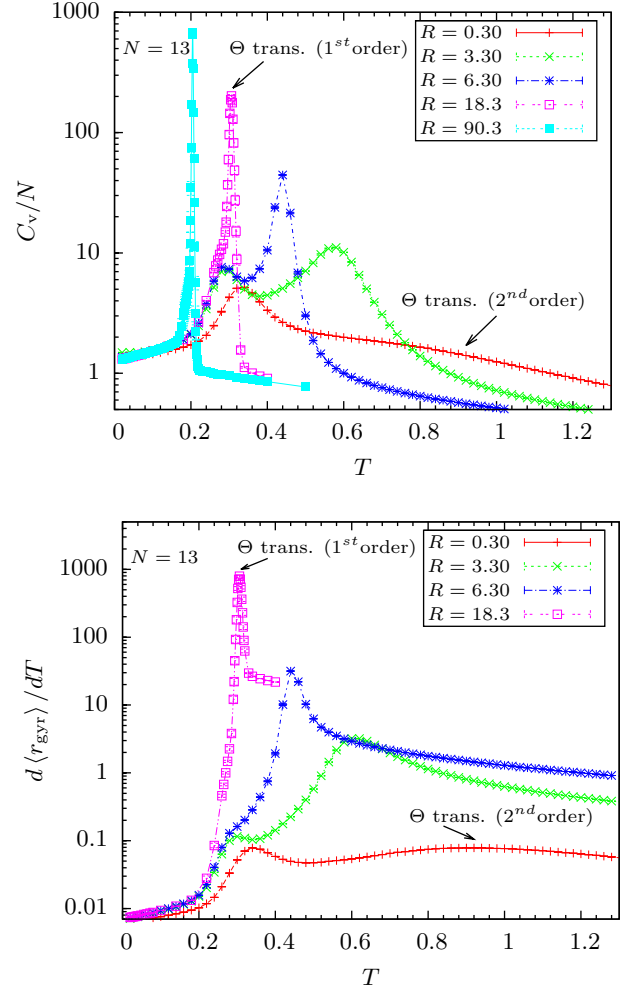 N = 13
Θ trans. (1st order)
R = 0.30
R = 3.30
R = 6.30
R = 18.3
R = 90.3
Θ trans. (2nd order)
1000
100
10
1
C_v/N
0 0.2 0.4 0.6 0.8 1 1.2
T
N = 13
Θ trans. (1st order)
R = 0.30
R = 3.30
R = 6.30
R = 18.3
Θ trans. (2nd order)
1000
100
10
1
0.1
0.01
d ⟨r_gyr⟩ /dT
0 0.2 0.4 0.6 0.8 1 1.2
T